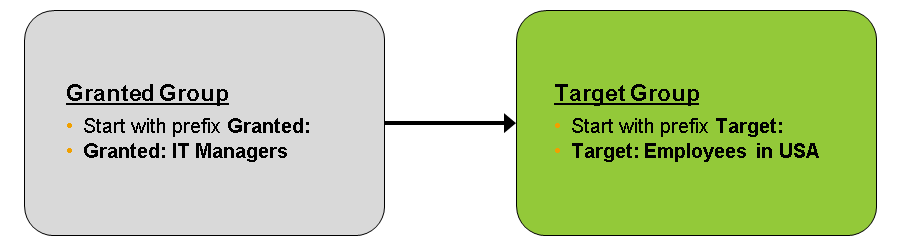 Granted Group
• Start with prefix Granted:
• Granted: IT Managers
Target Group
• Start with prefix Target:
• Target: Employees in USA